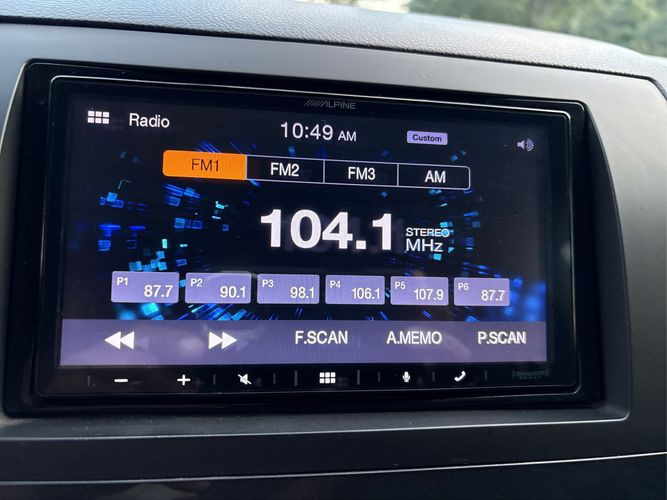 ALPINE
Radio
10:49 AM
Custom
FM1 FM2 FM3 AM
104.1 STEREO MHz
P1 87.7 P2 90.1 P3 98.1 P4 106.1 P5 107.9 P6 87.7
F.SCAN A.MEMO P.SCAN